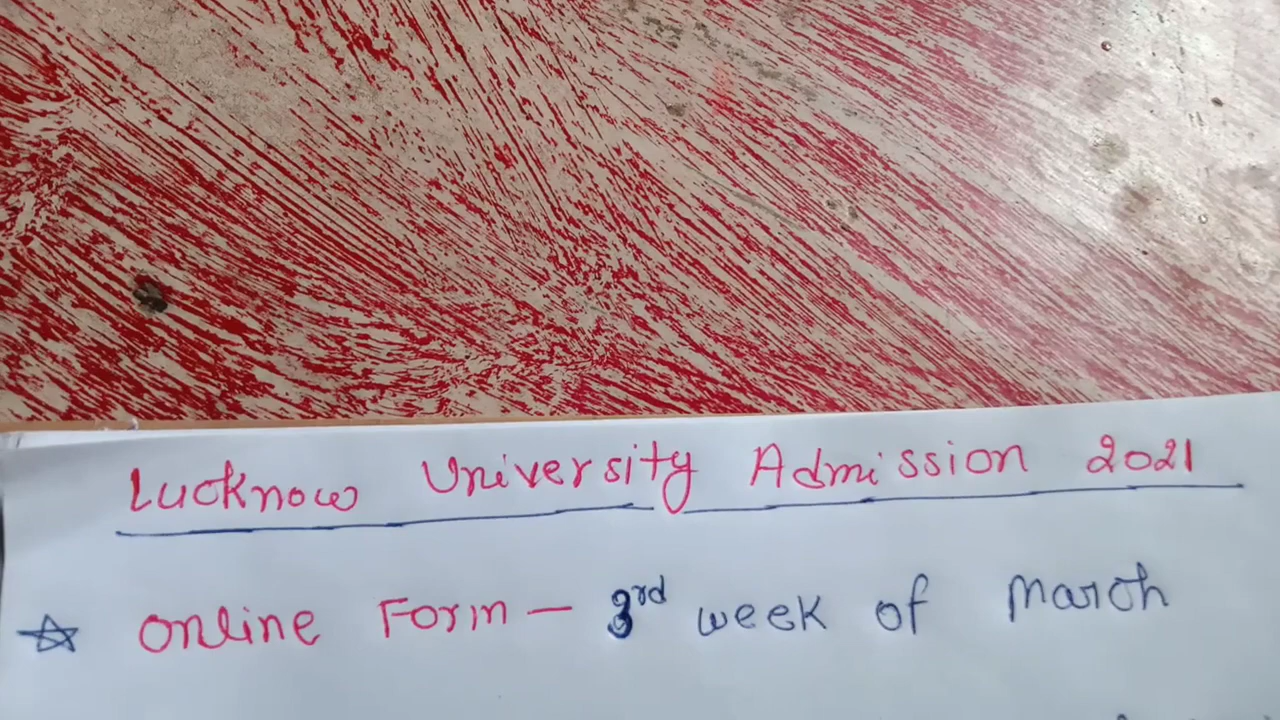 Lucknow University Admission 2021
☆ Online Form — 3rd week of March